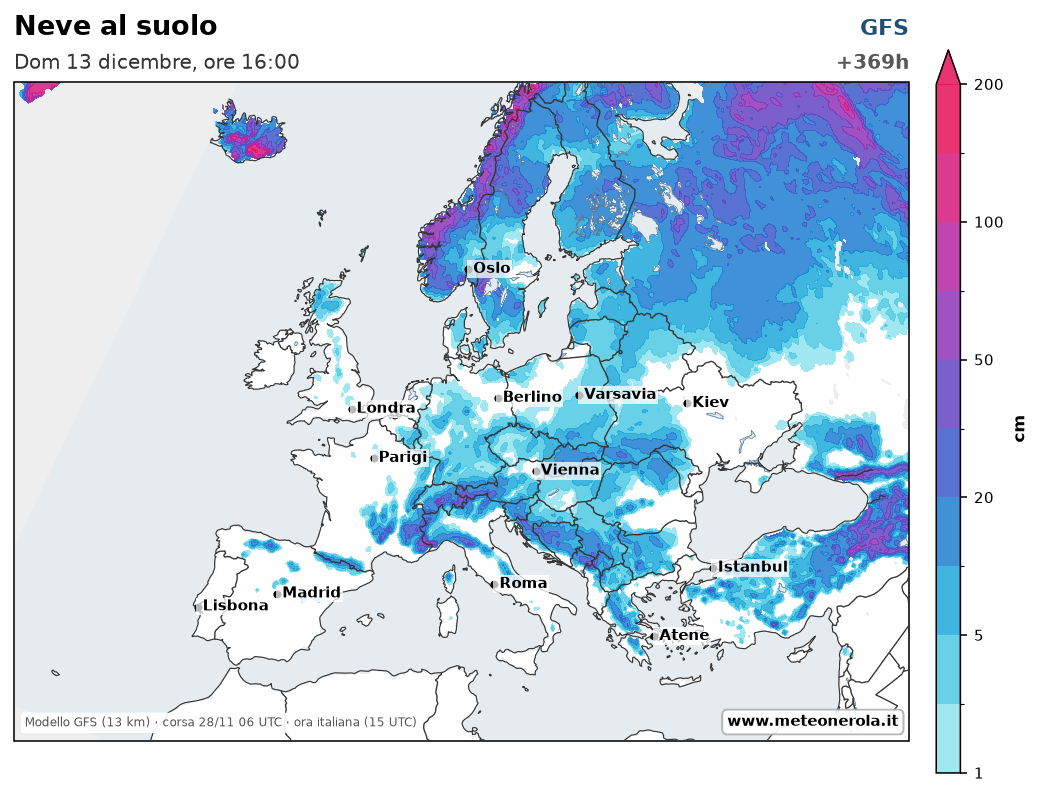 Neve al suolo
GFS
Dom 13 dicembre, ore 16:00
+369h
200
100
50
20
5
1
cm
Oslo
Berlino
Varsavia
Kiev
Londra
Parigi
Vienna
Istanbul
Roma
Madrid
Lisbona
Atene
Modello GFS (13 km) · corsa 28/11 06 UTC · ora italiana (15 UTC)
www.meteonerola.it